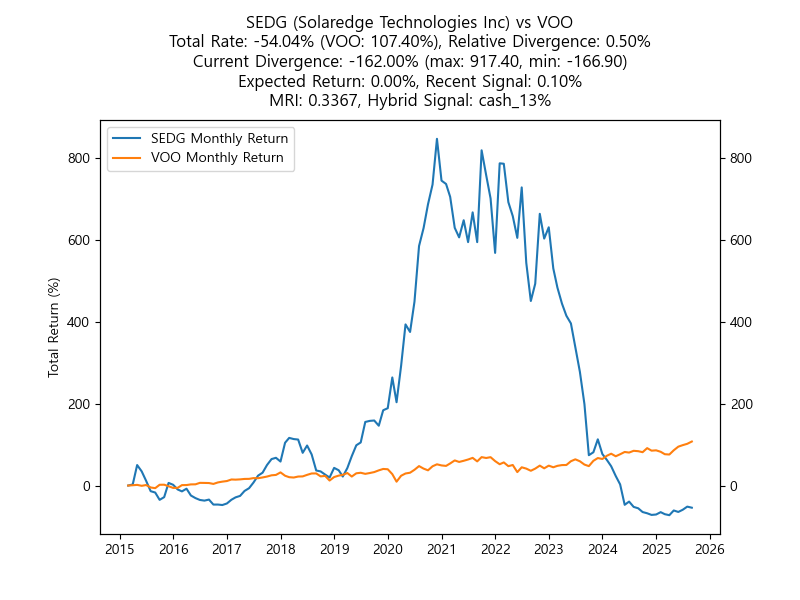 SEDG (Solaredge Technologies Inc) vs VOO
Total Rate: -54.04% (VOO: 107.40%), Relative Divergence: 0.50%
Current Divergence: -162.00% (max: 917.40, min: -166.90)
Expected Return: 0.00%, Recent Signal: 0.10%
MRI: 0.3367, Hybrid Signal: cash_13%
SEDG Monthly Return
VOO Monthly Return
Total Return (%)
800
600
400
200
0
800
600
400
200
0
2015 2016 2017 2018 2019 2020 2021 2022 2023 2024 2025 2026